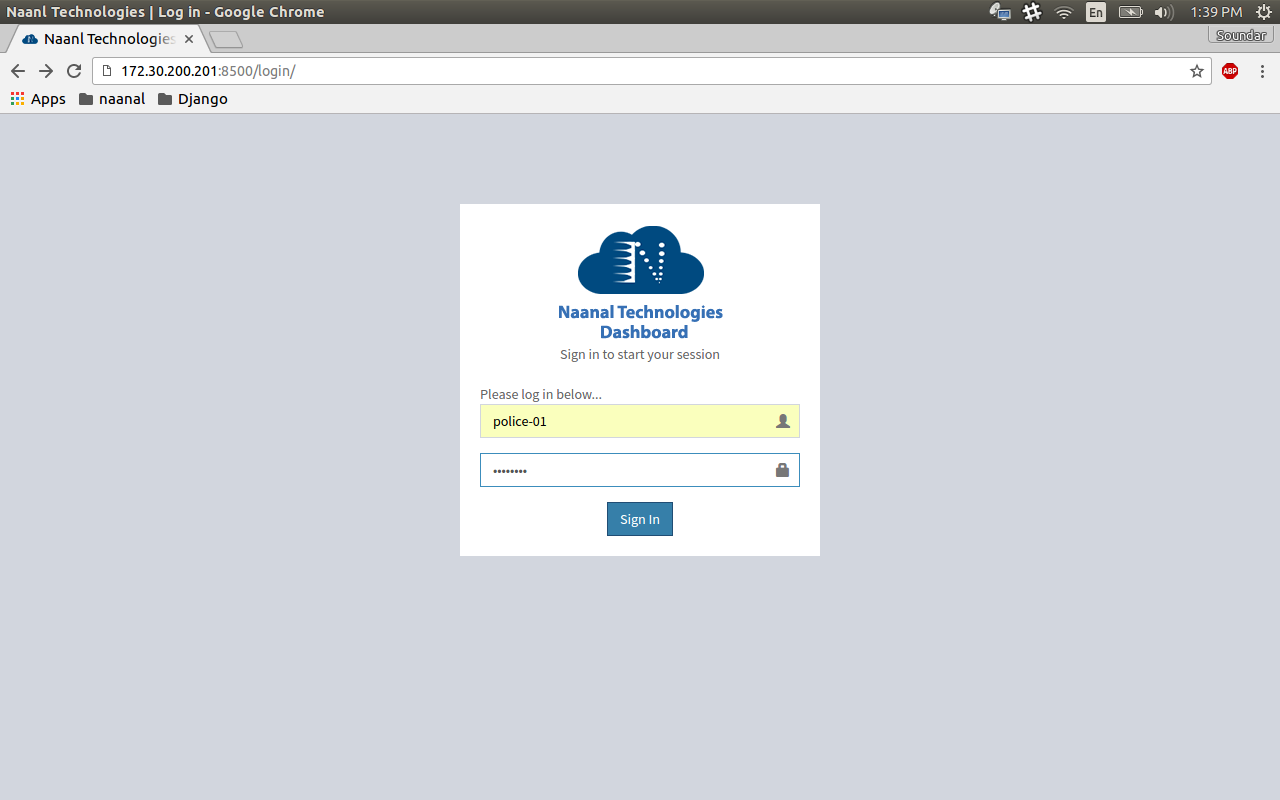 Naanl Technologies | Log in - Google Chrome
En
1:39 PM
Naanl Technologies
Soundar
172.30.200.201:8500/login/
ABP
Apps
naanal
Django
N
Naanal Technologies
Dashboard
Sign in to start your session
Please log in below...
police-01
••••••••
Sign In